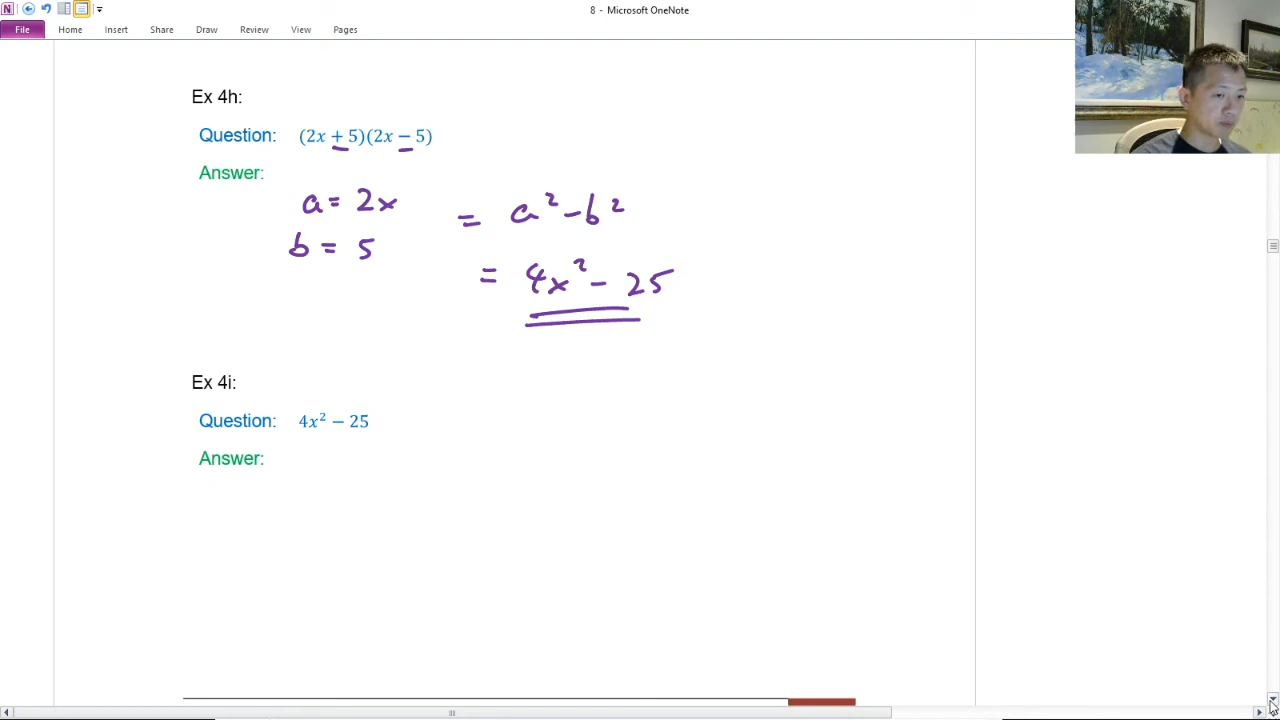 8 - Microsoft OneNote
File Home Insert Share Draw Review View Pages
Ex 4h:
Question: (2x + 5)(2x − 5)
Answer:
a = 2x = a² − b²
b = 5
= 4x² − 25
Ex 4i:
Question: 4x² − 25
Answer: